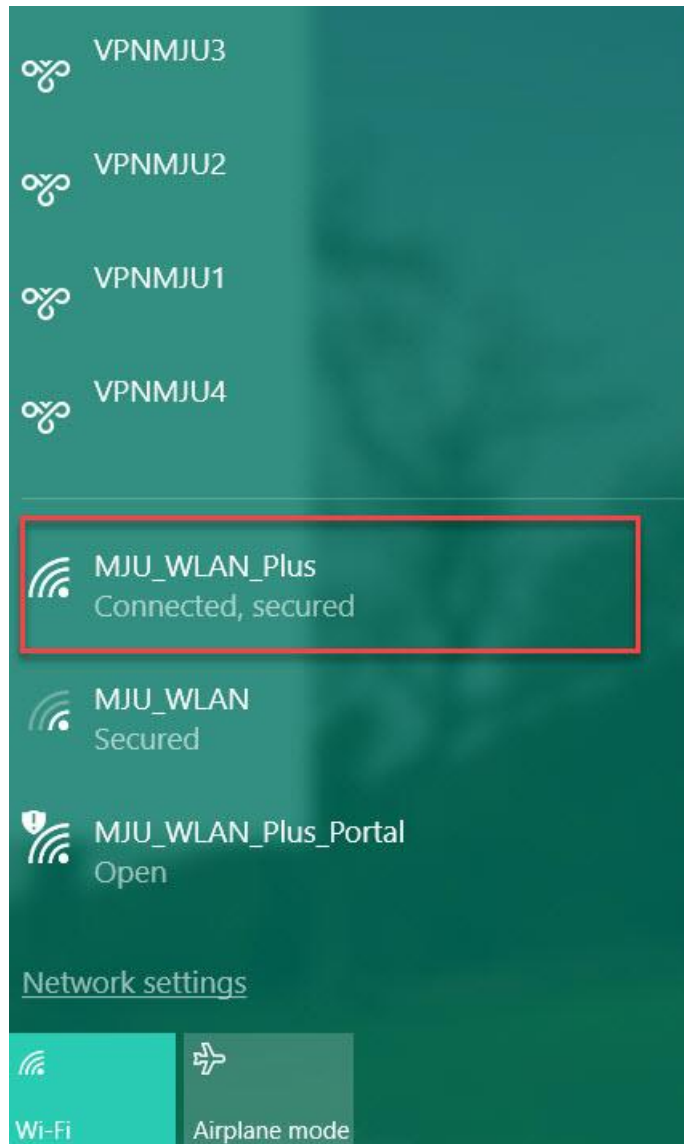 VPNMJU3
VPNMJU2
VPNMJU1
VPNMJU4
MJU_WLAN_Plus
Connected, secured
MJU_WLAN
Secured
MJU_WLAN_Plus_Portal
Open
Network settings
Wi-Fi
Airplane mode